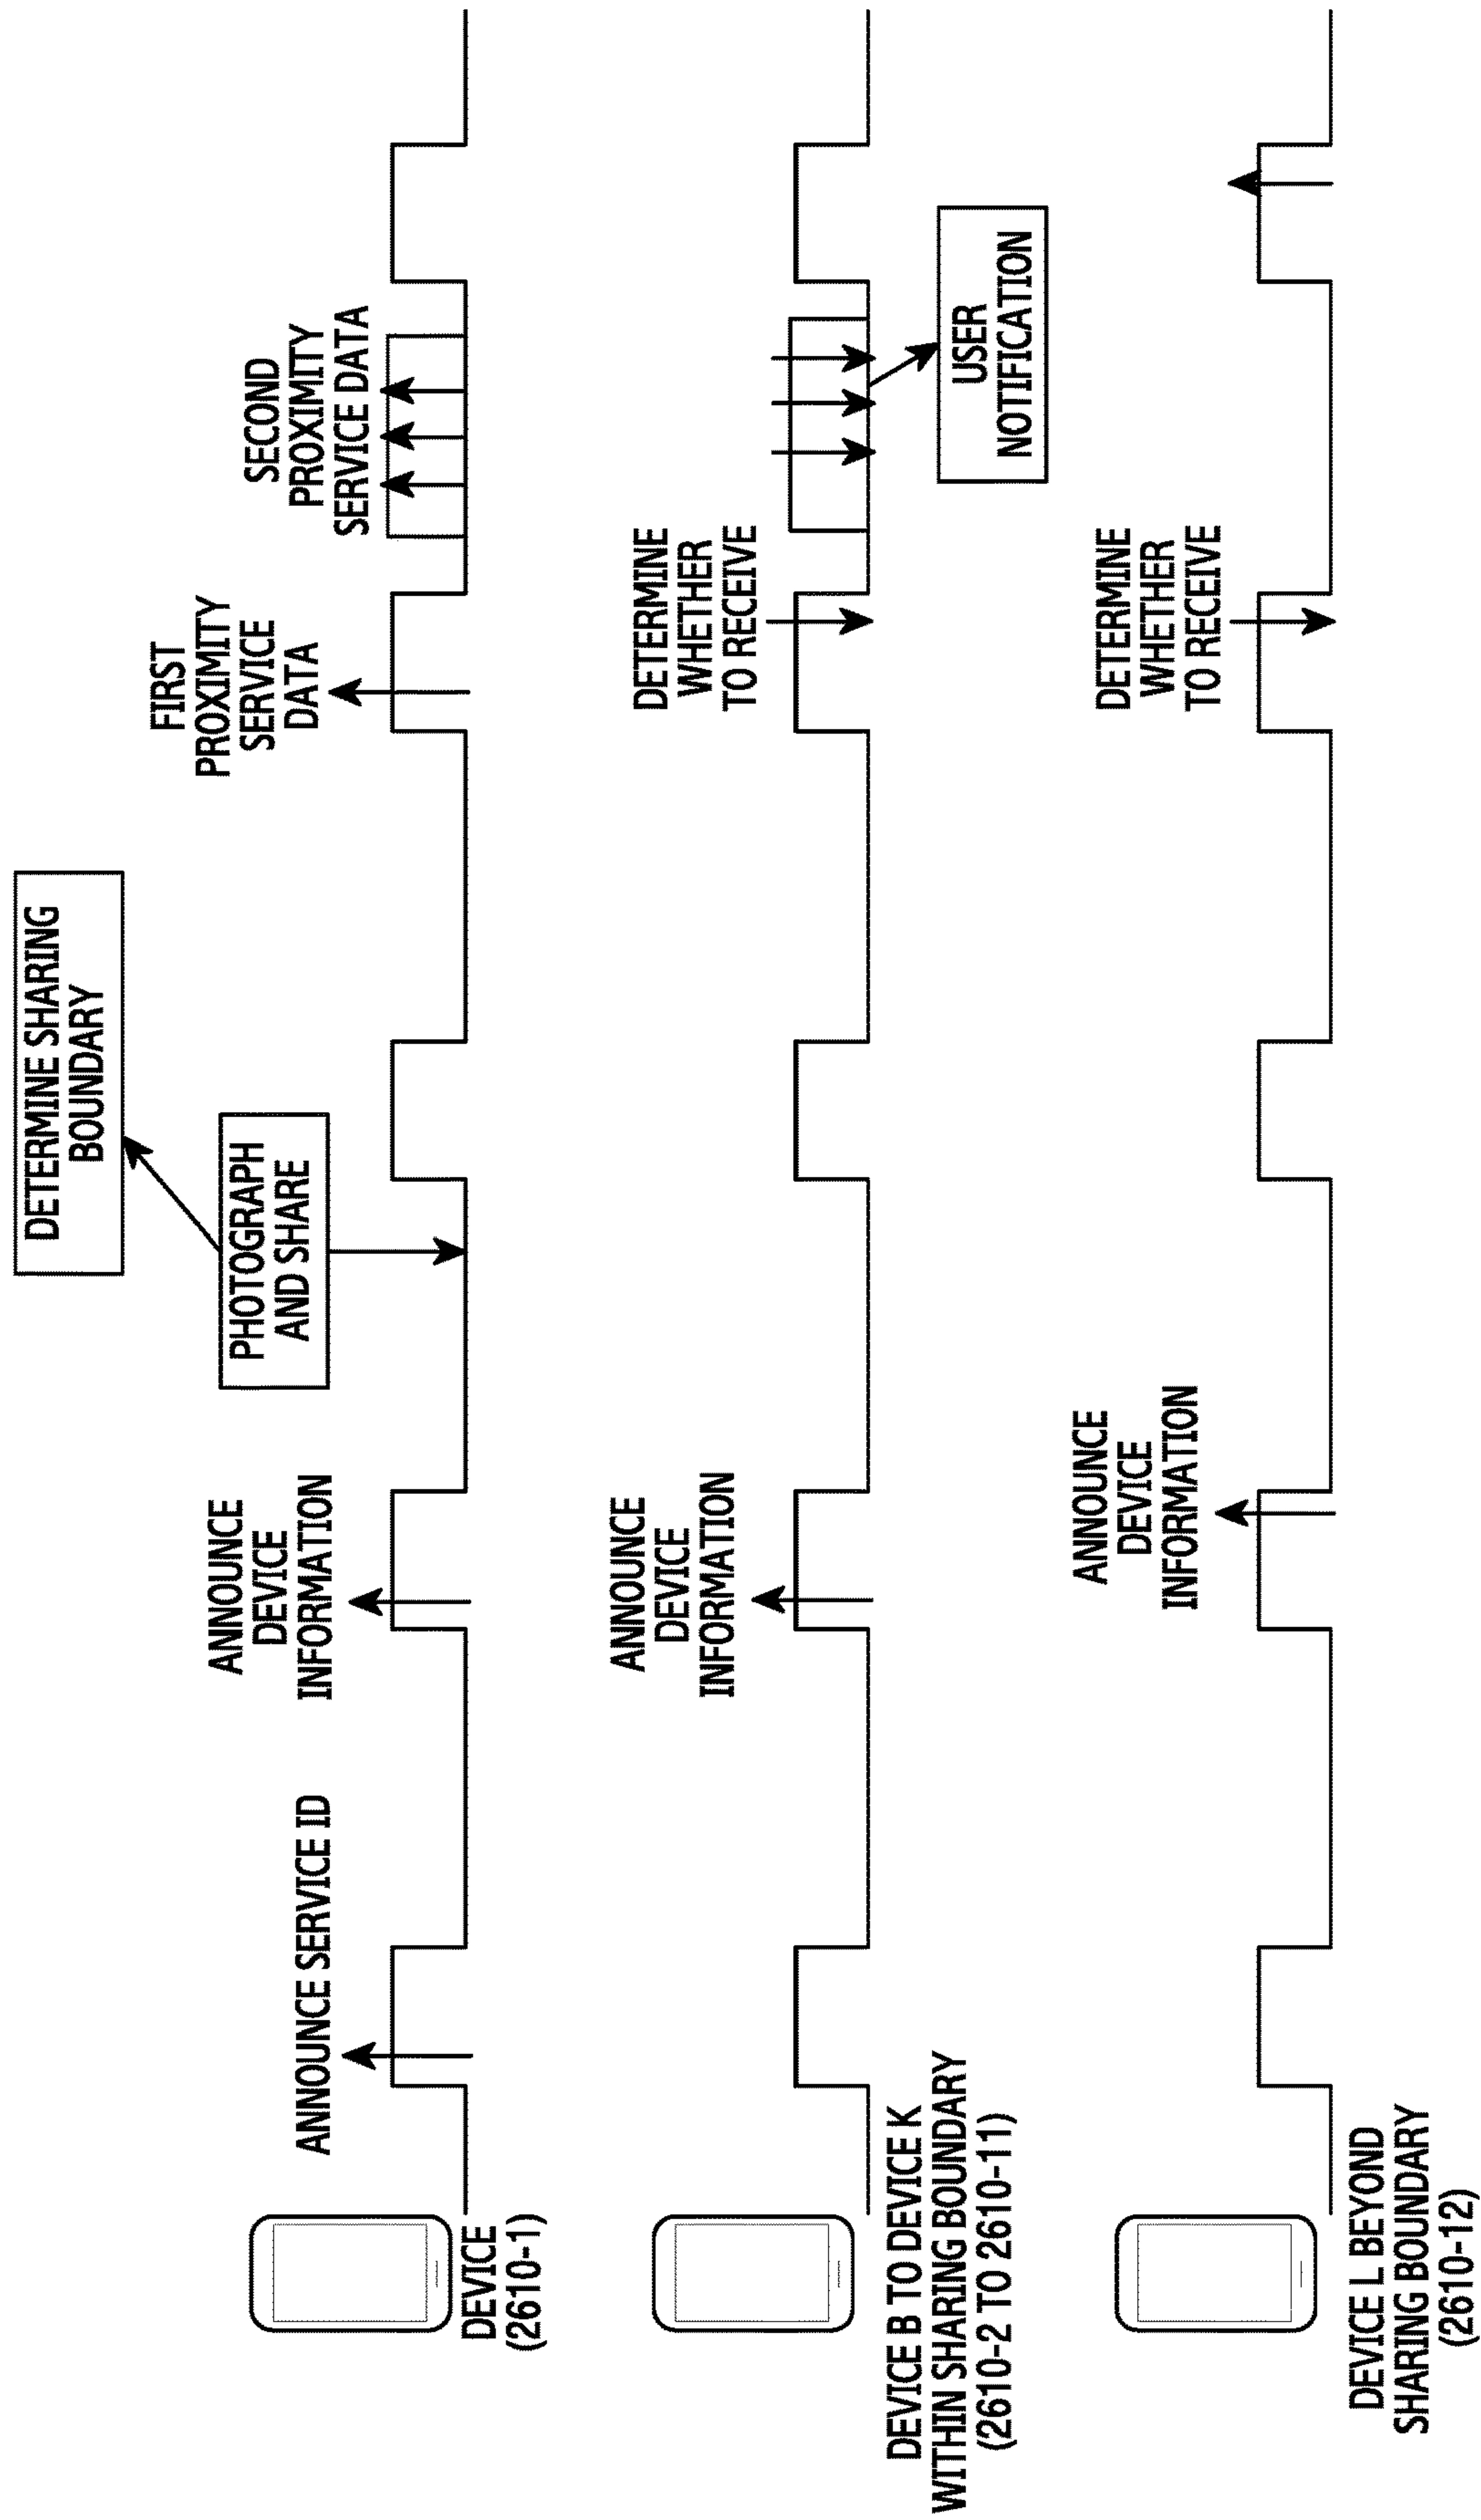 ANNOUNCE SERVICE ID
ANNOUNCE
DEVICE
INFORMATION
PHOTOGRAPH
AND SHARE
DETERMINE SHARING
BOUNDARY
FIRST
PROXIMITY
SERVICE
DATA
SECOND
PROXIMITY
SERVICE DATA
DEVICE
(2610-1)
ANNOUNCE
DEVICE
INFORMATION
DETERMINE
WHETHER
TO RECEIVE
USER
NOTIFICATION
DEVICE B TO DEVICE K
WITHIN SHARING BOUNDARY
(2610-2 TO 2610-11)
ANNOUNCE
DEVICE
INFORMATION
DETERMINE
WHETHER
TO RECEIVE
DEVICE L BEYOND
SHARING BOUNDARY
(2610-12)